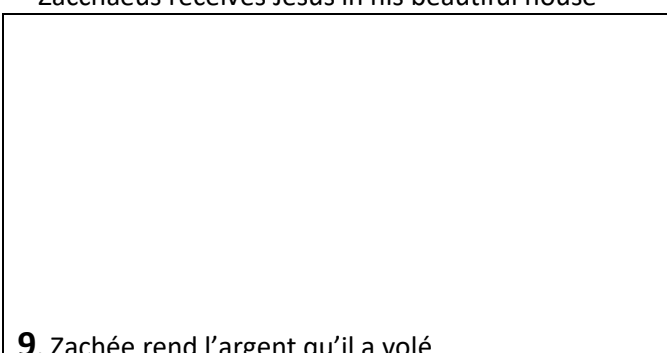 Zacchaeus receives Jesus in his beautiful house
9. Zachée rend l’argent qu’il a volé